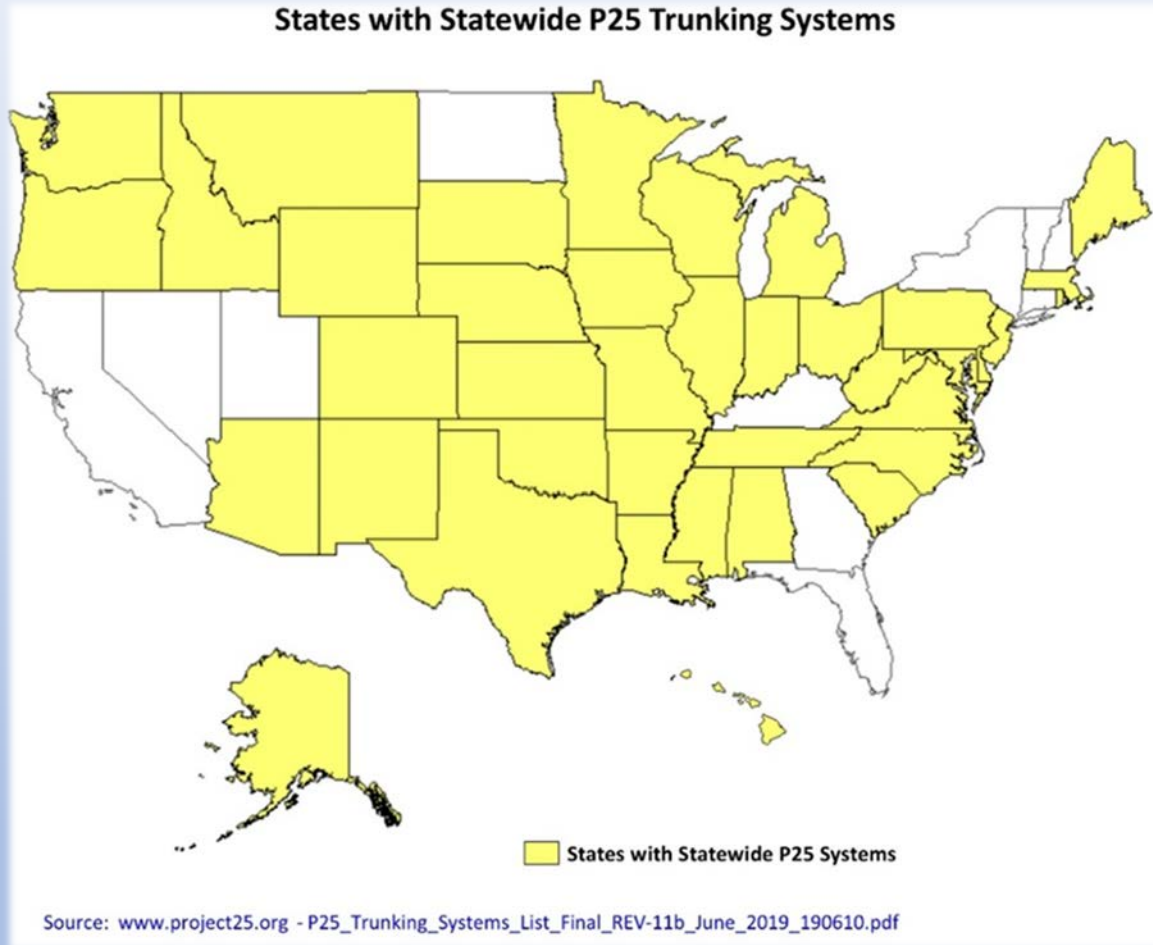 States with Statewide P25 Trunking Systems
States with Statewide P25 Systems
Source: www.project25.org - P25_Trunking_Systems_List_Final_REV-11b_June_2019_190610.pdf